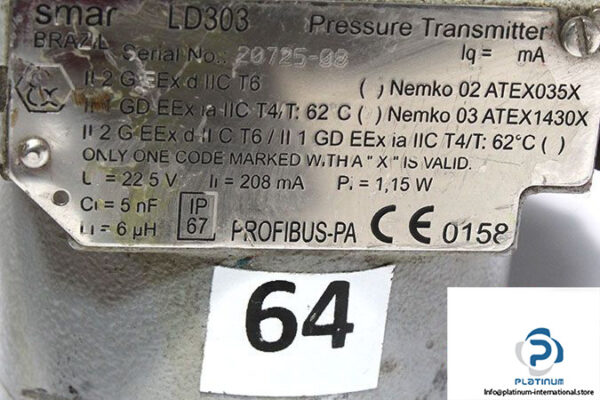 smar LD303 Pressure Transmitter
BRAZIL Serial No.: 20725-08 Iq = mA
II 2 G EEx d IIC T6 ( ) Nemko 02 ATEX035X
II 1 GD EEx ia IIC T4/T: 62°C ( ) Nemko 03 ATEX1430X
II 2 G EEx d IIC T6 / II 1 GD EEx ia IIC T4/T: 62°C ( )
ONLY ONE CODE MARKED WITH A "X" IS VALID.
= 22 5 V Ii = 208 mA Pi = 1,15 W
Ci = 5 nF IP 67 PROFIBUS-PA CE 0158
Li = 6 µH
64
P
PLATINUM
info@platinum-international.store